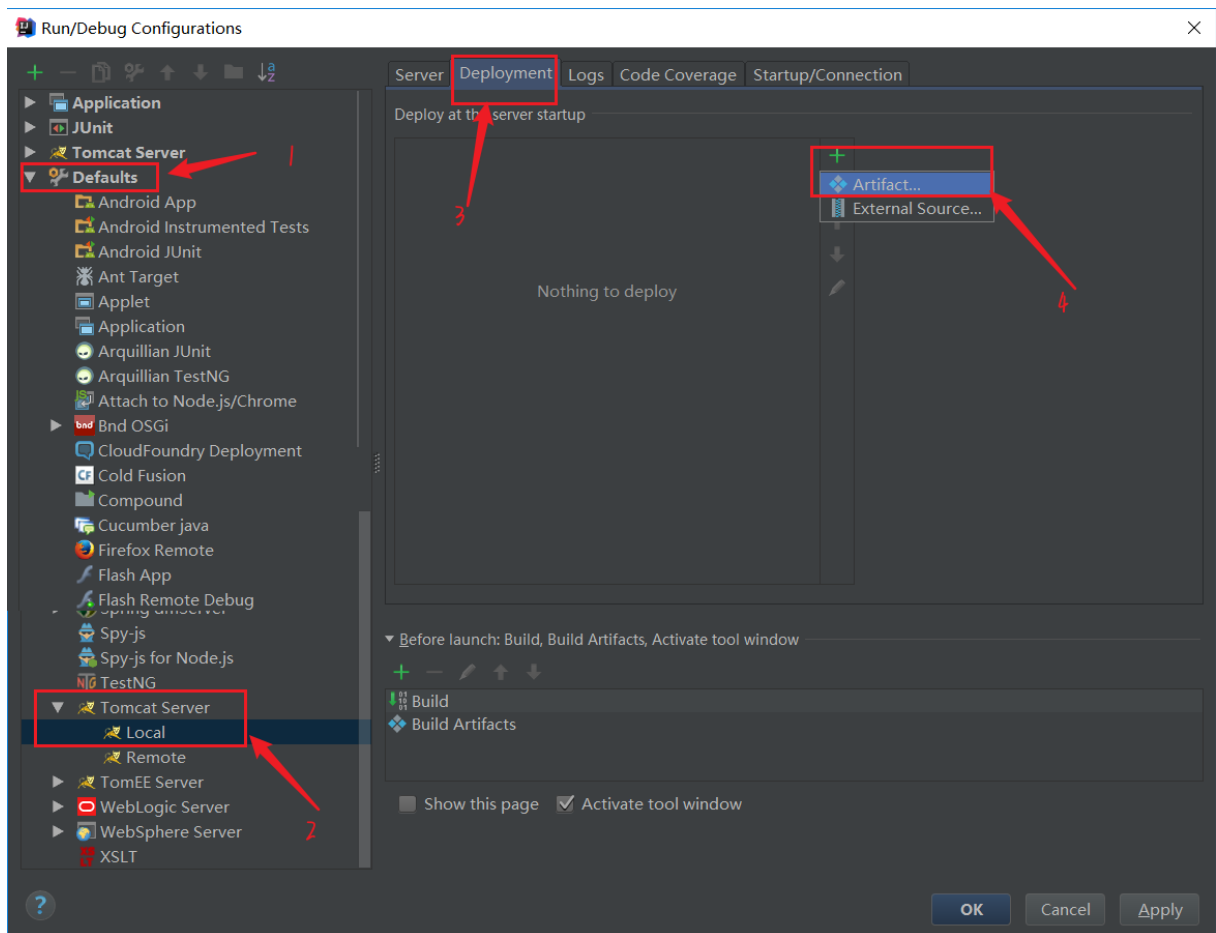 Run/Debug Configurations
Application
JUnit
Tomcat Server
1
Defaults
Android App
Android Instrumented Tests
Android JUnit
Ant Target
Applet
Application
Arquillian JUnit
Arquillian TestNG
Attach to Node.js/Chrome
bnd Bnd OSGi
CloudFoundry Deployment
CF Cold Fusion
Compound
Cucumber java
Firefox Remote
Flash App
Flash Remote Debug
Spring dmServer
Spy-js
Spy-js for Node.js
TestNG
Tomcat Server
Local
Remote
TomEE Server
WebLogic Server
WebSphere Server
2
XSLT
Server Deployment Logs Code Coverage Startup/Connection
Deploy at the server startup
Artifact...
External Source...
3
4
Nothing to deploy
Before launch: Build, Build Artifacts, Activate tool window
Build
Build Artifacts
Show this page Activate tool window
?
OK Cancel Apply